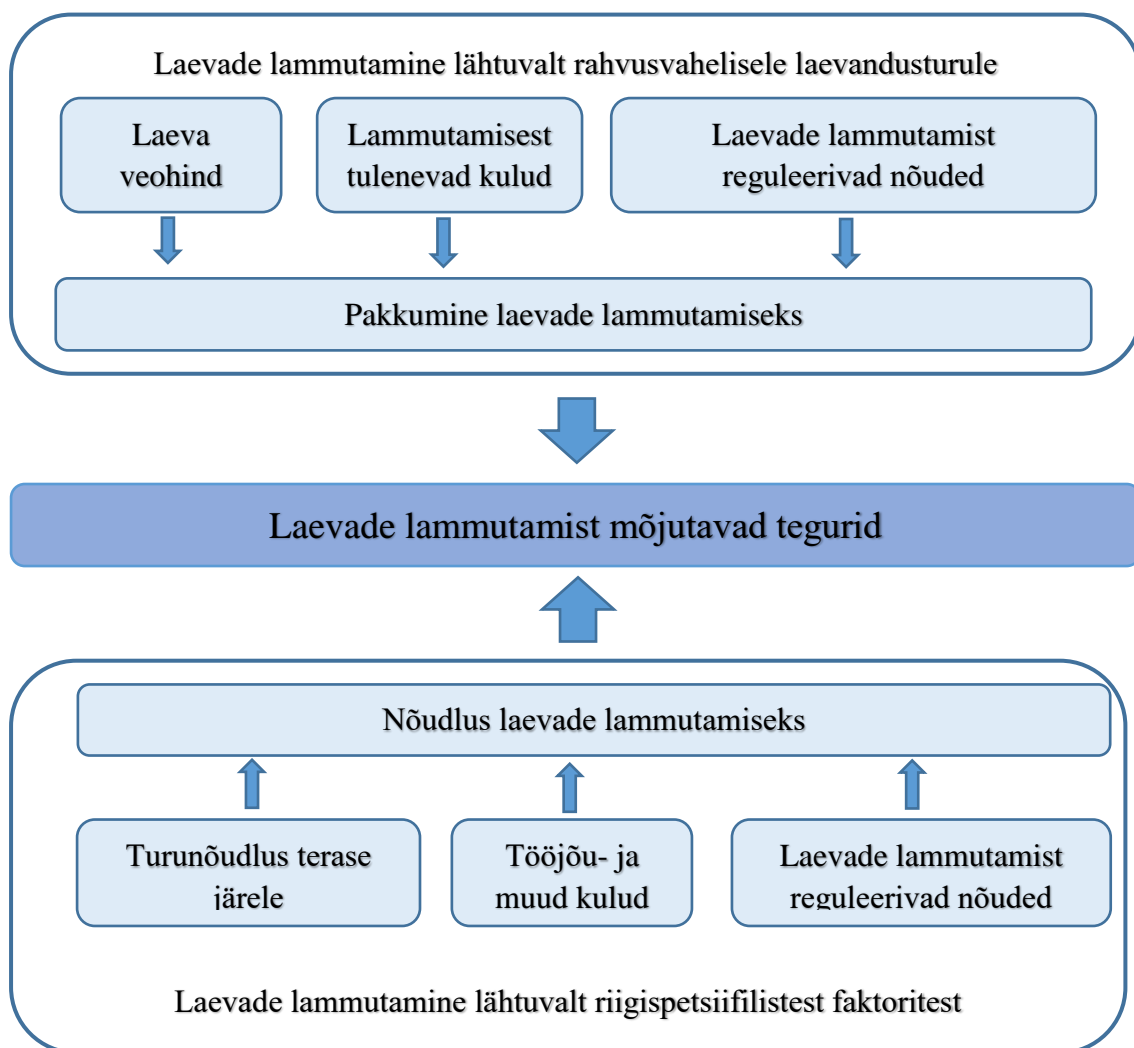 Laevade lammutamine lähtuvalt rahvusvahelisele laevandusturule
Laeva
veohind
Lammutamisest
tulenevad kulud
Laevade lammutamist
reguleerivad nõuded
Pakkumine laevade lammutamiseks
Laevade lammutamist mõjutavad tegurid
Nõudlus laevade lammutamiseks
Turunõudlus terase
järele
Tööjõu- ja
muud kulud
Laevade lammutamist
reguleerivad nõuded
Laevade lammutamine lähtuvalt riigispetsiifilistest faktoritest